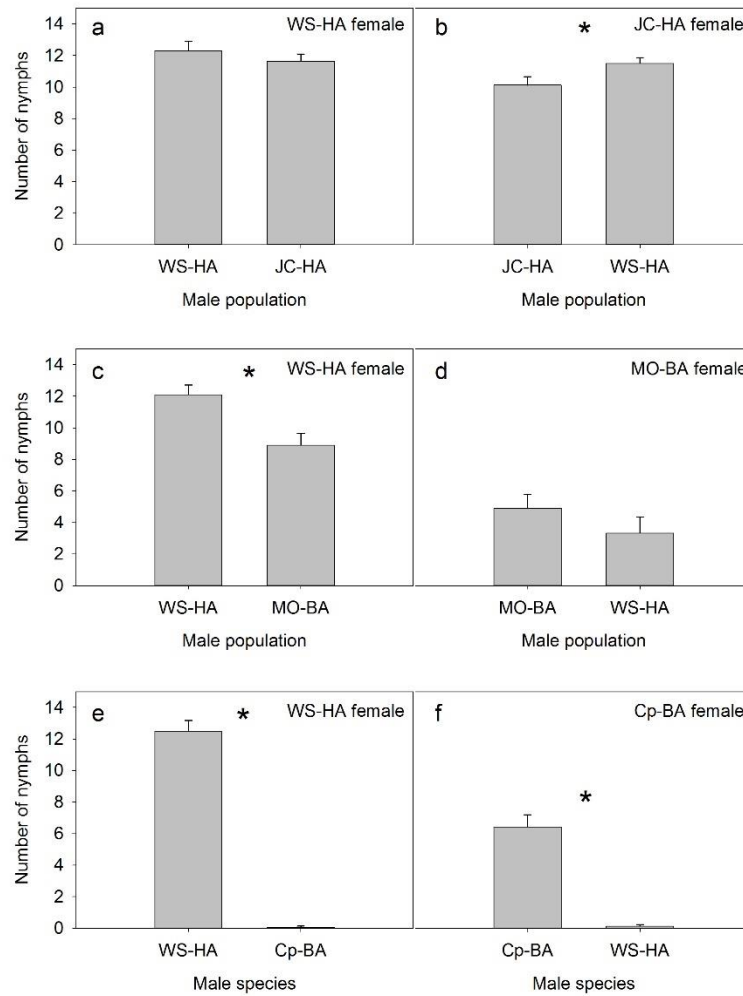 a
WS-HA female
Number of nymphs
14
12
10
8
6
4
2
0
WS-HA JC-HA
Male population
b
*
JC-HA female
JC-HA WS-HA
Male population
c
*
WS-HA female
Number of nymphs
14
12
10
8
6
4
2
0
WS-HA MO-BA
Male population
d
MO-BA female
MO-BA WS-HA
Male population
e
*
WS-HA female
Number of nymphs
14
12
10
8
6
4
2
0
WS-HA Cp-BA
Male species
f
Cp-BA female
*
Cp-BA WS-HA
Male species